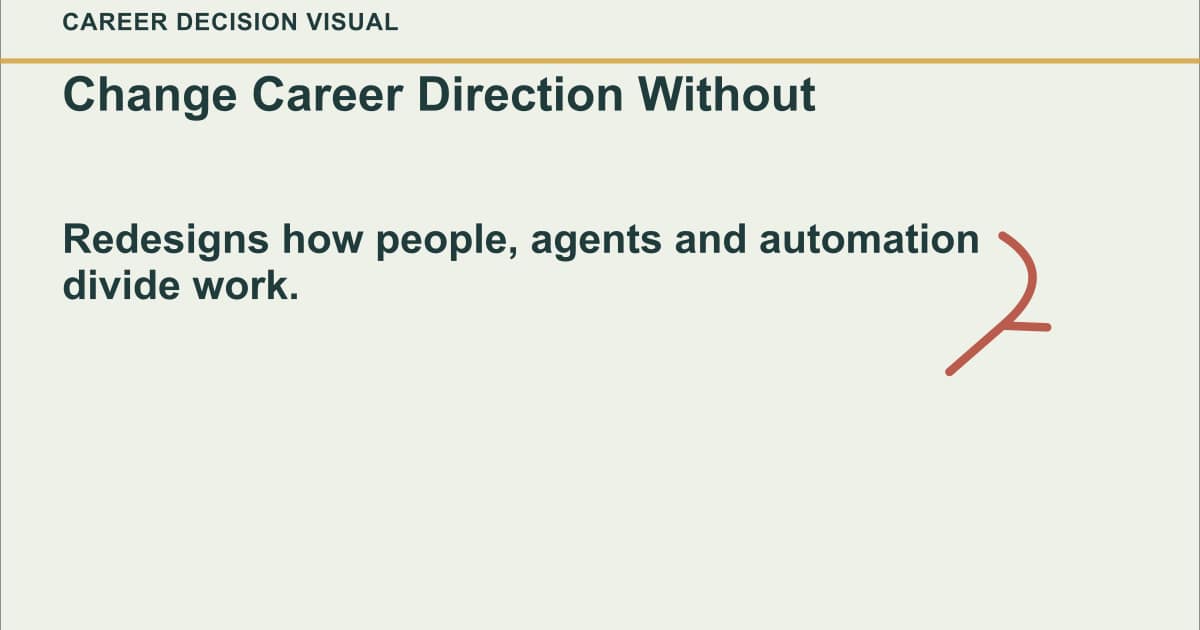 CAREER DECISION VISUAL
Change Career Direction Without
Redesigns how people, agents and automation
divide work.